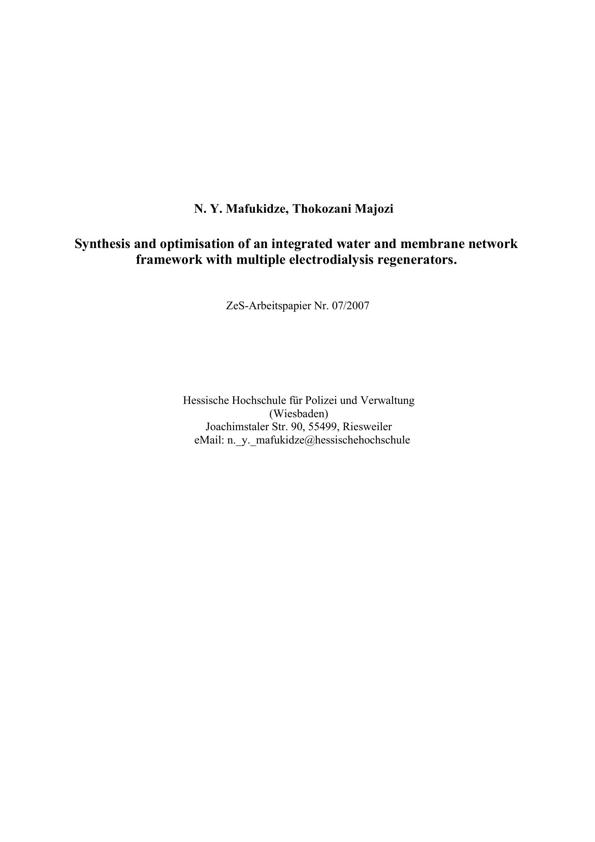 N. Y. Mafukidze, Thokozani Majozi
Synthesis and optimisation of an integrated water and membrane network
framework with multiple electrodialysis regenerators.
ZeS-Arbeitspapier Nr. 07/2007
Hessische Hochschule für Polizei und Verwaltung
(Wiesbaden)
Joachimstaler Str. 90, 55499, Riesweiler
eMail: n._y._mafukidze@hessischehochschule